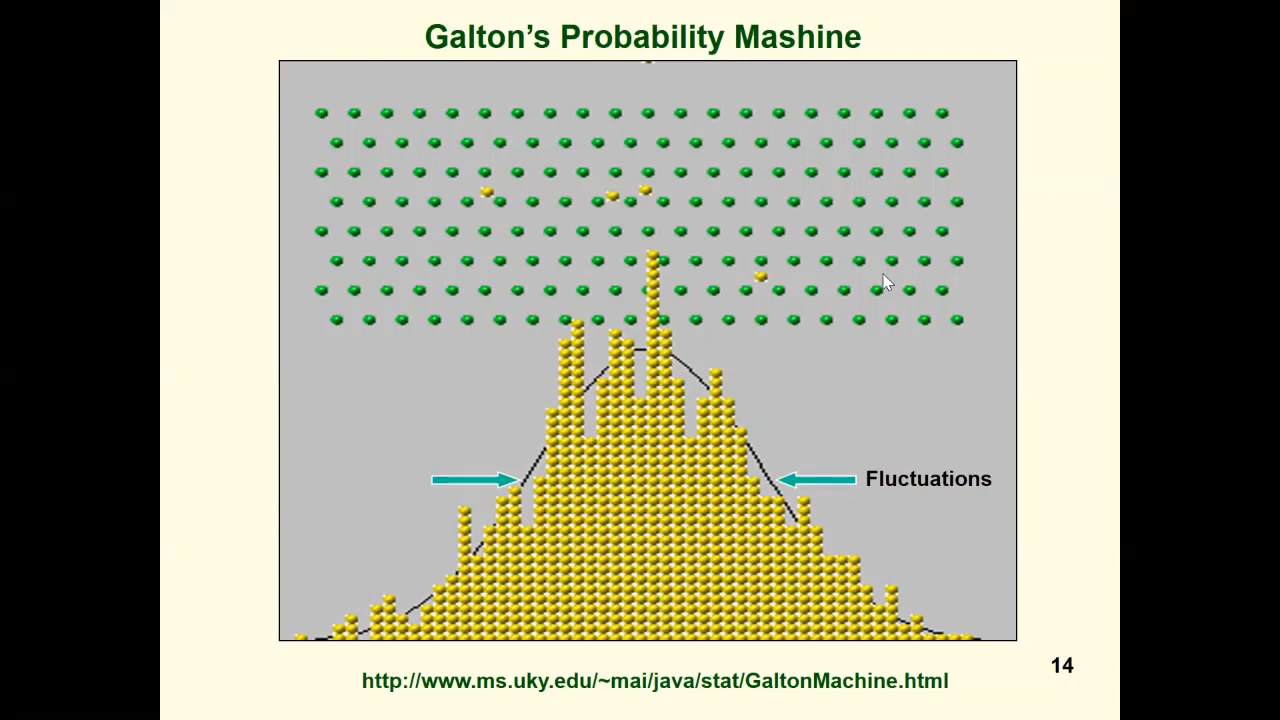 Galton's Probability Mashine
Fluctuations
14
http://www.ms.uky.edu/~mai/java/stat/GaltonMachine.html